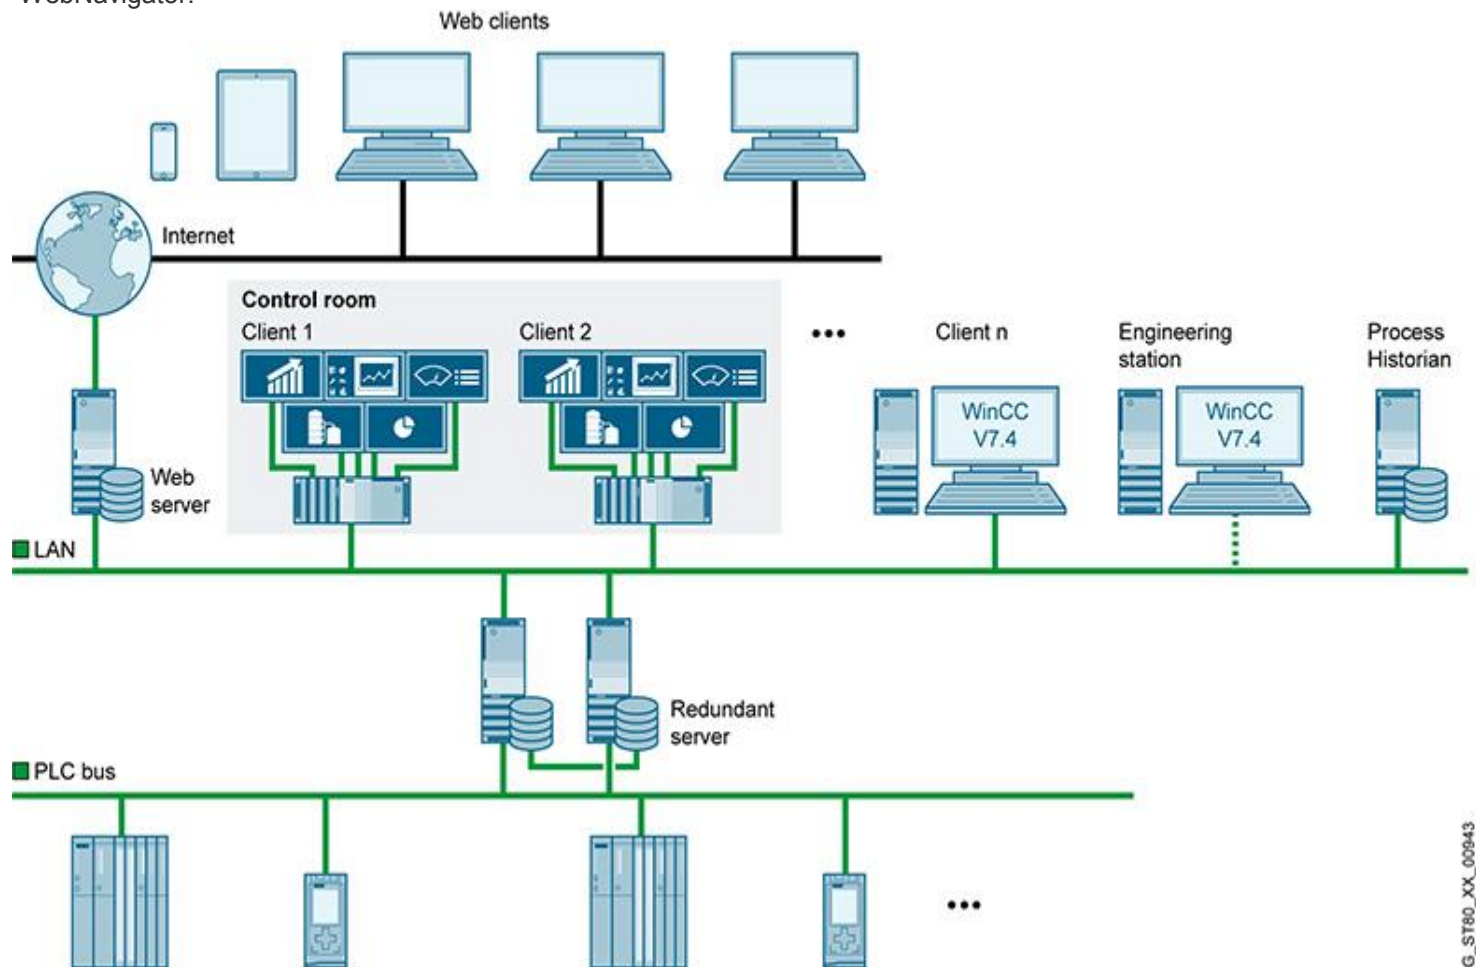 WebNavigator.
Web clients
Internet
Control room
Client 1
Client 2
•••
Client n
Engineering
station
Process
Historian
WinCC
V7.4
WinCC
V7.4
Web
server
LAN
Redundant
server
PLC bus
•••
G_ST80_XX_00943